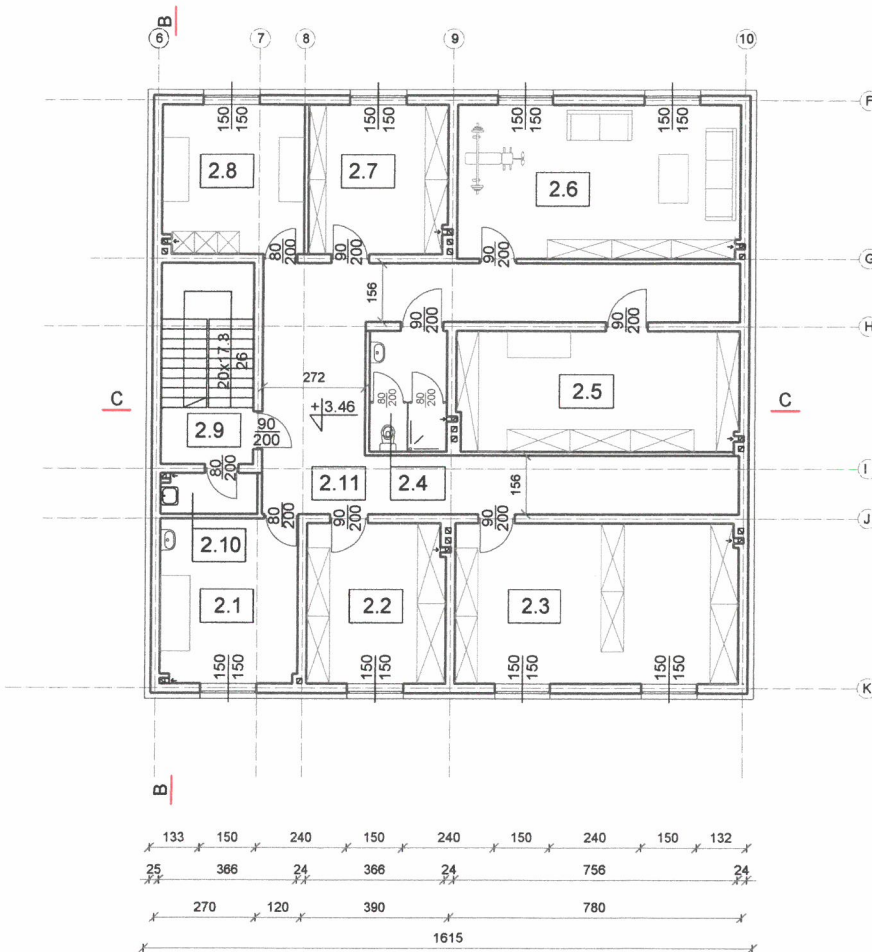 B
6 7 8 9 10
150 150 150 150
150 150 150 150
F
2.8 2.7 2.6
80 90 90
200 200 200
G
156
90 90
200 200
H
20x17.8
26
272
80 80
200 200
2.5
C C
+3.46
2.9
90
200
80
200
I
2.11 2.4
156
80 90 90
200 200 200
J
2.10
2.1 2.2 2.3
150 150 150 150
150 150 150 150
K
B
133 150 240 150 240 150 240 150 132
25 366 24 366 24 756 24
270 120 390 780
1615